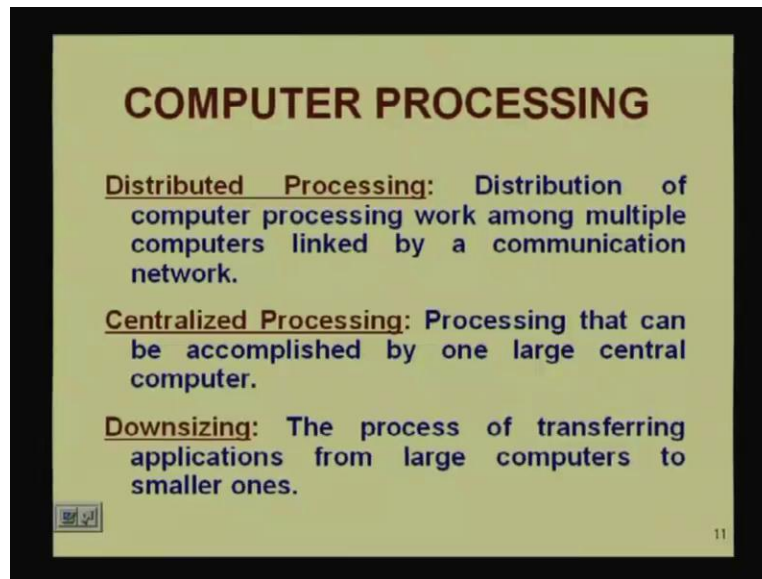 COMPUTER PROCESSING
Distributed Processing: Distribution of
computer processing work among multiple
computers linked by a communication
network.
Centralized Processing: Processing that can
be accomplished by one large central
computer.
Downsizing: The process of transferring
applications from large computers to
smaller ones.
11